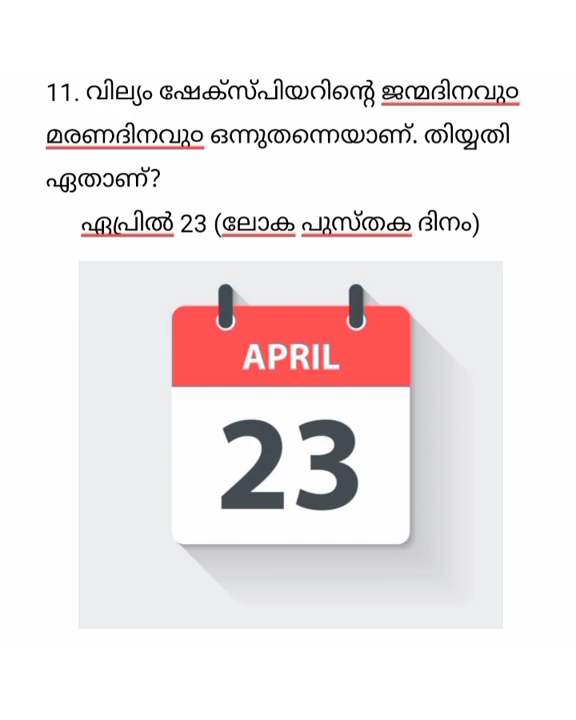 11. വില്യം ഷേക്സ്പിയറിന്റെ ജന്മദിനവും
മരണദിനവും ഒന്നുതന്നെയാണ്. തിയ്യതി
ഏതാണ്?
ഏപ്രിൽ 23 (ലോക പുസ്തക ദിനം)
APRIL
23